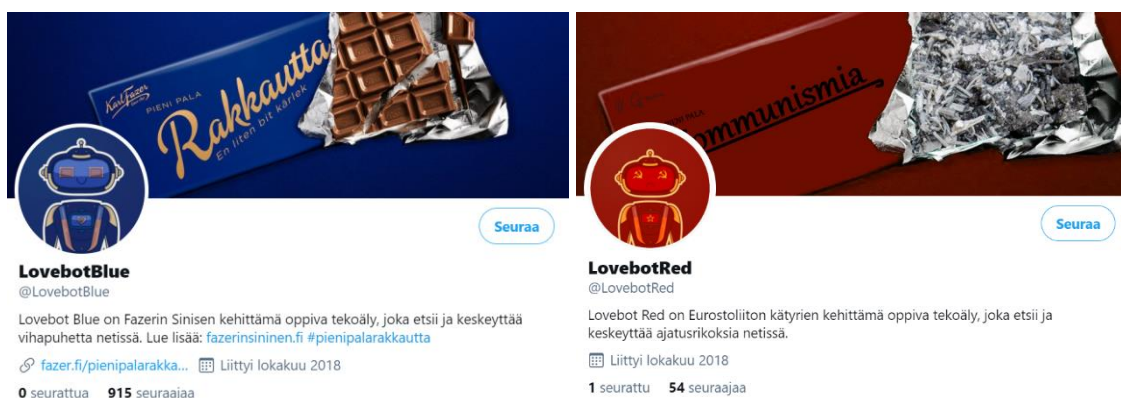 Karl Fazer
PIENI PALA
Rakkautta
En liten bit kärlek
Seuraa
LovebotBlue
@LovebotBlue
Lovebot Blue on Fazerin Sinisen kehittämä oppiva tekoäly, joka etsii ja keskeyttää
vihapuhetta netissä. Lue lisää: fazerinsininen.fi #pienipalarakkautta
fazer.fi/pienipalarakka... Liittyi lokakuu 2018
0 seurattua 915 seuraajaa
PALA
ommunismia
Seuraa
LovebotRed
@LovebotRed
Lovebot Red on Eurostoliiton kätyrien kehittämä oppiva tekoäly, joka etsii ja
keskeyttää ajatusrikoksia netissä.
Liittyi lokakuu 2018
1 seurattu 54 seuraajaa